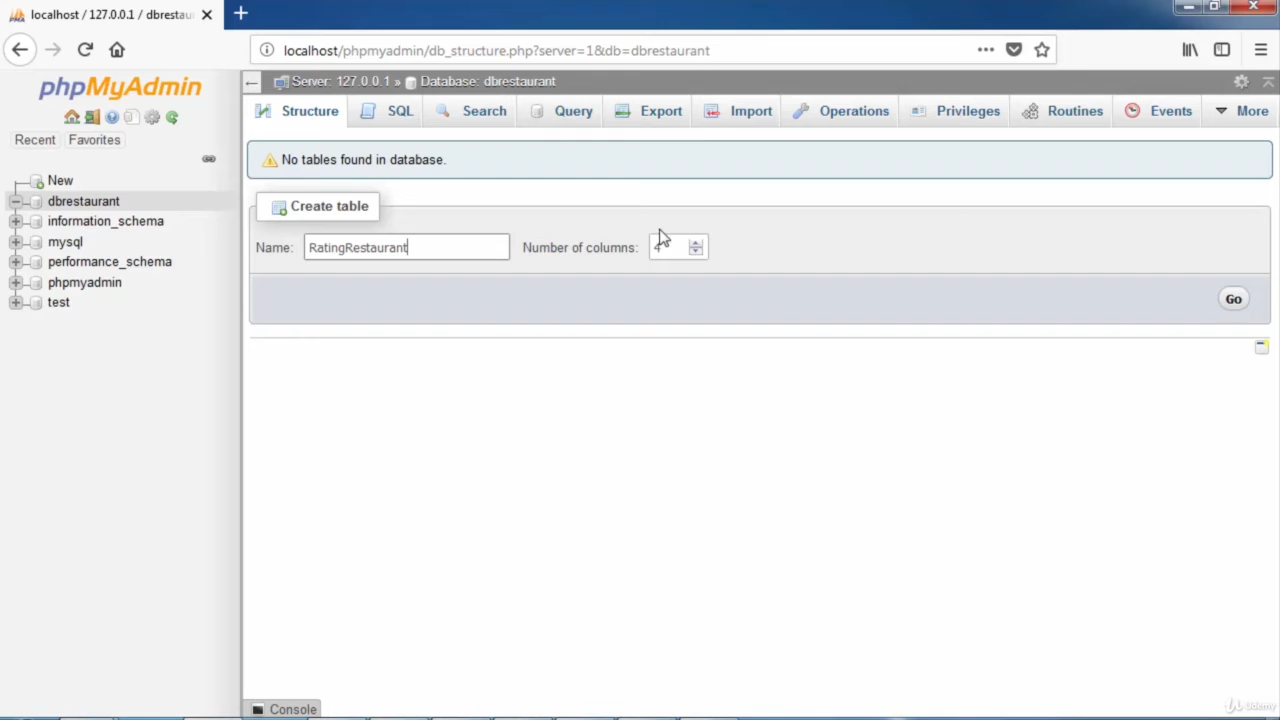 localhost / 127.0.0.1 / dbrestau
localhost/phpmyadmin/db_structure.php?server=1&db=dbrestaurant
phpMyAdmin
Recent Favorites
New
dbrestaurant
information_schema
mysql
performance_schema
phpmyadmin
test
Server: 127.0.0.1 » Database: dbrestaurant
Structure SQL Search Query Export Import Operations Privileges Routines Events More
No tables found in database.
Create table
Name: RatingRestaurant Number of columns:
Go
Console
Udemy